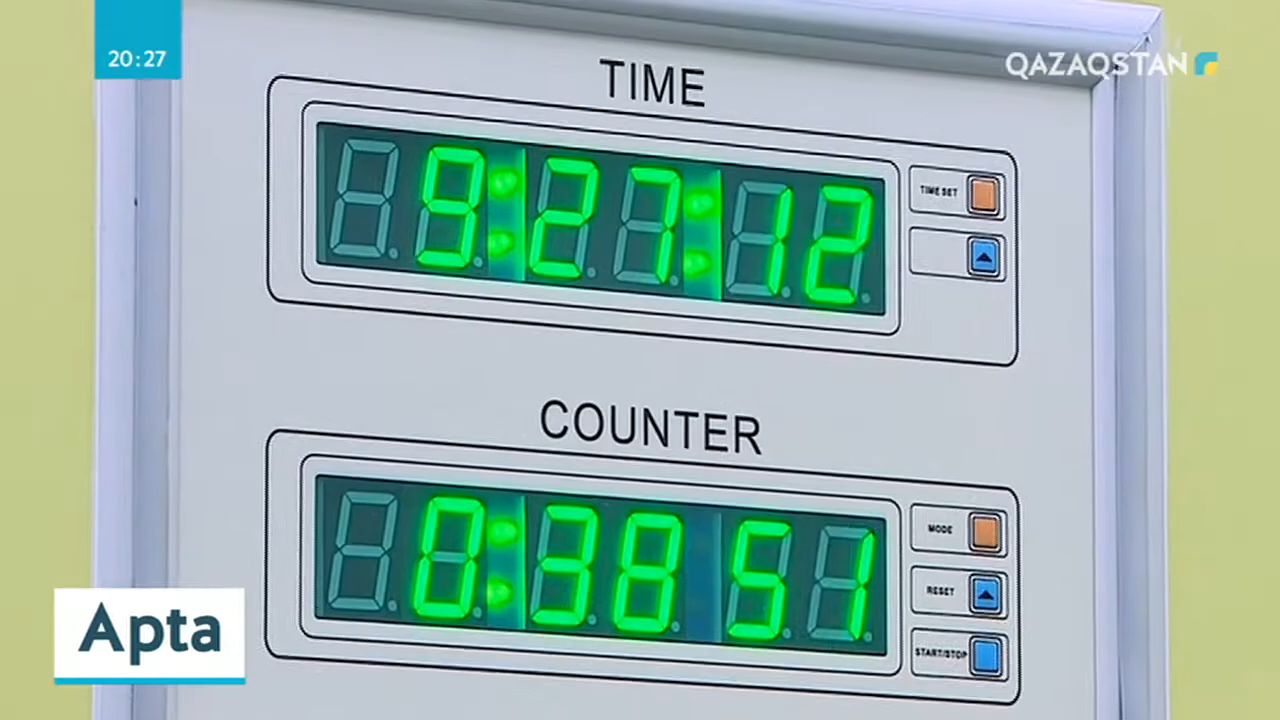 20:27
QAZAQSTAN
TIME
9:27:12
TIME SET
COUNTER
0:38 51
MODE
RESET
START/STOP
Apta